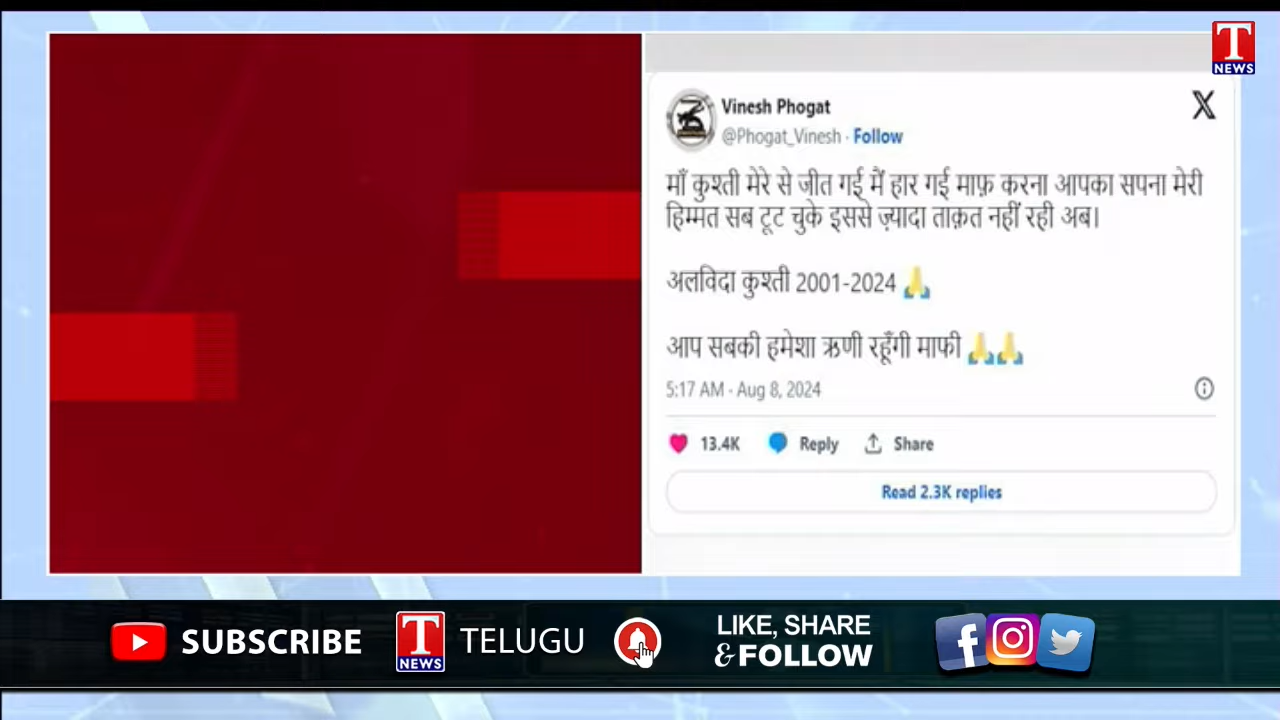 T
NEWS
Vinesh Phogat
@Phogat_Vinesh · Follow
माँ कुश्ती मेरे से जीत गई मैं हार गई माफ़ करना आपका सपना मेरी
हिम्मत सब टूट चुके इससे ज़्यादा ताक़त नहीं रही अब।
अलविदा कुश्ती 2001-2024 🙏
आप सबकी हमेशा ऋणी रहूँगी माफी 🙏🙏
5:17 AM · Aug 8, 2024
13.4K Reply Share
Read 2.3K replies
SUBSCRIBE T NEWS TELUGU LIKE, SHARE
& FOLLOW